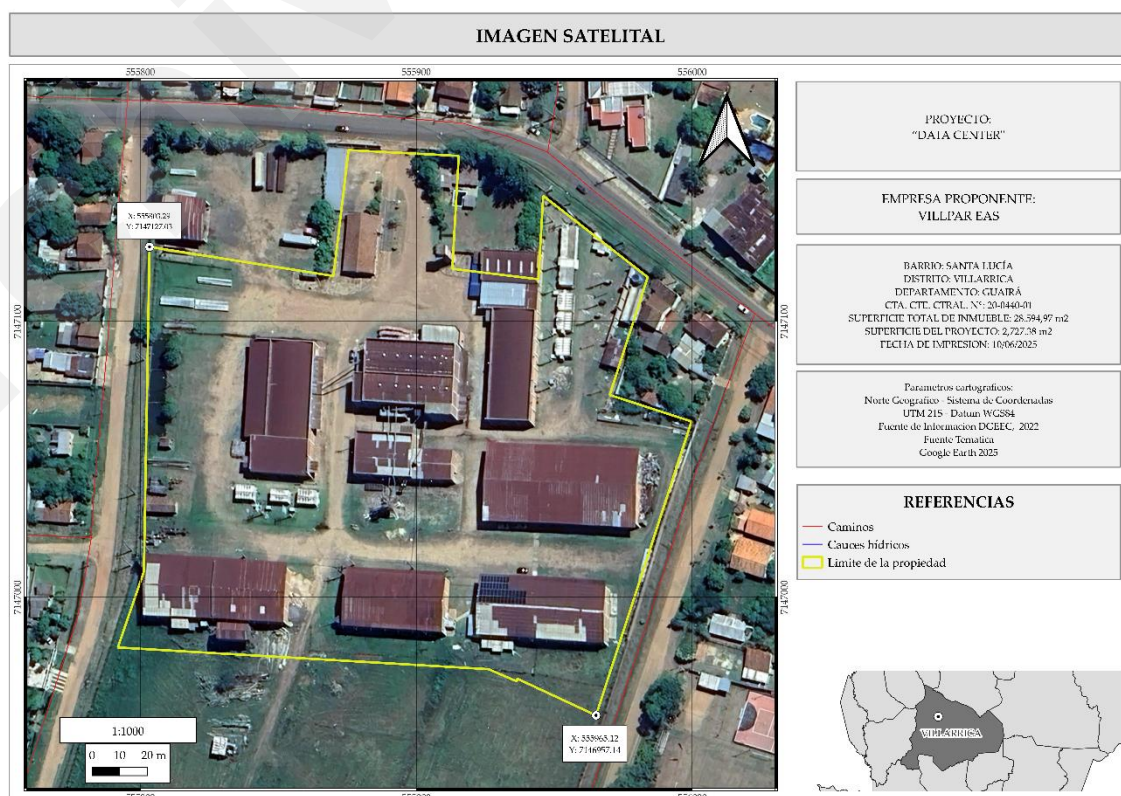 IMAGEN SATELITAL
555800
555900
556000
7147100
7147100
7147000
7147000
X: 555803.29
Y: 7147127.03
X: 555965.12
Y: 7146957.14
1:1000
0 10 20 m
555800
555900
556000
PROYECTO:
“DATA CENTER”
EMPRESA PROPONENTE:
VILLPAR EAS
BARRIO: SANTA LUCÍA
DISTRITO: VILLARRICA
DEPARTAMENTO: GUAIRÁ
CTA. CTE. CTRAL. N°: 20-0440-01
SUPERFICIE TOTAL DE INMUEBLE: 28.594,97 m2
SUPERFICIE DEL PROYECTO: 2,727.38 m2
FECHA DE IMPRESION: 10/06/2025
Parametros cartograficos:
Norte Geografico - Sistema de Coordenadas
UTM 21S - Datum WGS84
Fuente de Informacion DGEEC, 2022
Fuente Tematica
Google Earth 2025
REFERENCIAS
Caminos
Cauces hídricos
Limite de la propiedad
VILLARRICA